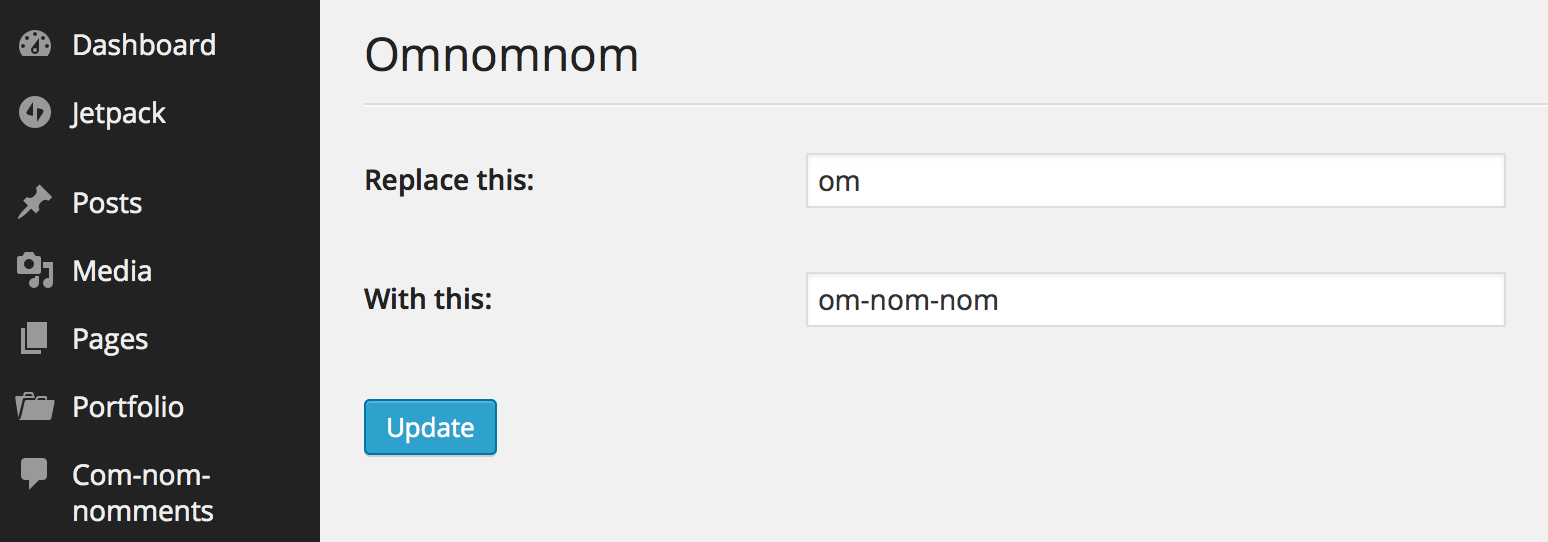 Dashboard
Jetpack
Posts
Media
Pages
Portfolio
Com-nom-
nomments
Omnomnom
Replace this:
om
With this:
om-nom-nom
Update